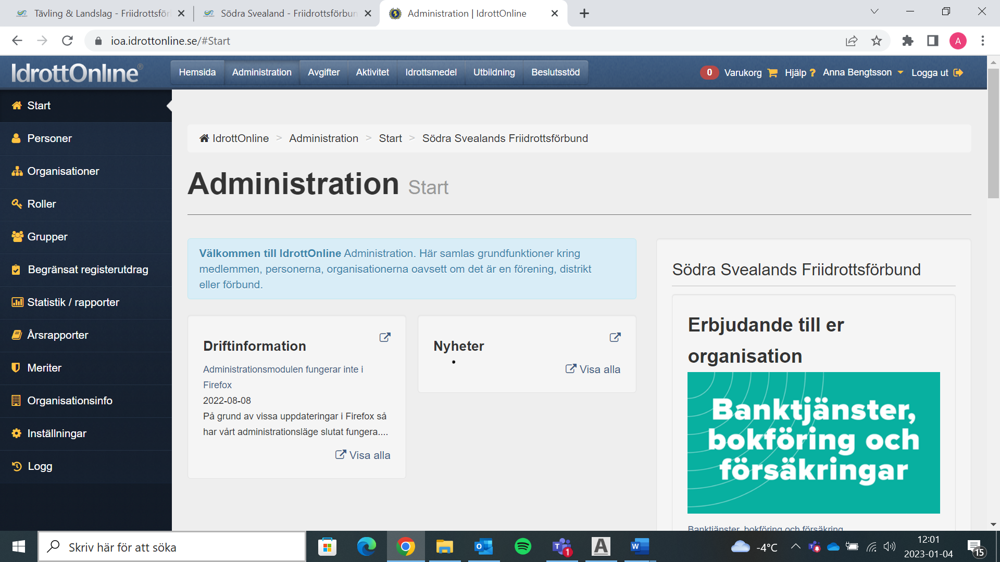 Tävling & Landslag - Friidrottsför
Södra Svealand - Friidrottsförbun
Administration | IdrottOnline
ioa.idrottonline.se/#Start
A
IdrottOnline®
Hemsida
Administration
Avgifter
Aktivitet
Idrottsmedel
Utbildning
Beslutsstöd
0 Varukorg
Hjälp ?
Anna Bengtsson
Logga ut
Start
Personer
Organisationer
Roller
Grupper
Begränsat registerutdrag
Statistik / rapporter
Årsrapporter
Meriter
Organisationsinfo
Inställningar
Logg
IdrottOnline > Administration > Start > Södra Svealands Friidrottsförbund
Administration Start
Välkommen till IdrottOnline Administration. Här samlas grundfunktioner kring
medlemmen, personerna, organisationerna oavsett om det är en förening, distrikt
eller förbund.
Driftinformation
Administrationsmodulen fungerar inte i
Firefox
2022-08-08
På grund av vissa uppdateringar i Firefox så
har vårt administrationsläge slutat fungera....
Visa alla
Nyheter
•
Visa alla
Södra Svealands Friidrottsförbund
Erbjudande till er
organisation
Banktjänster,
bokföring och
försäkringar
Banktjänster, bokföring och försäkring
Skriv här för att söka
-4°C
12:01
2023-01-04
1
15